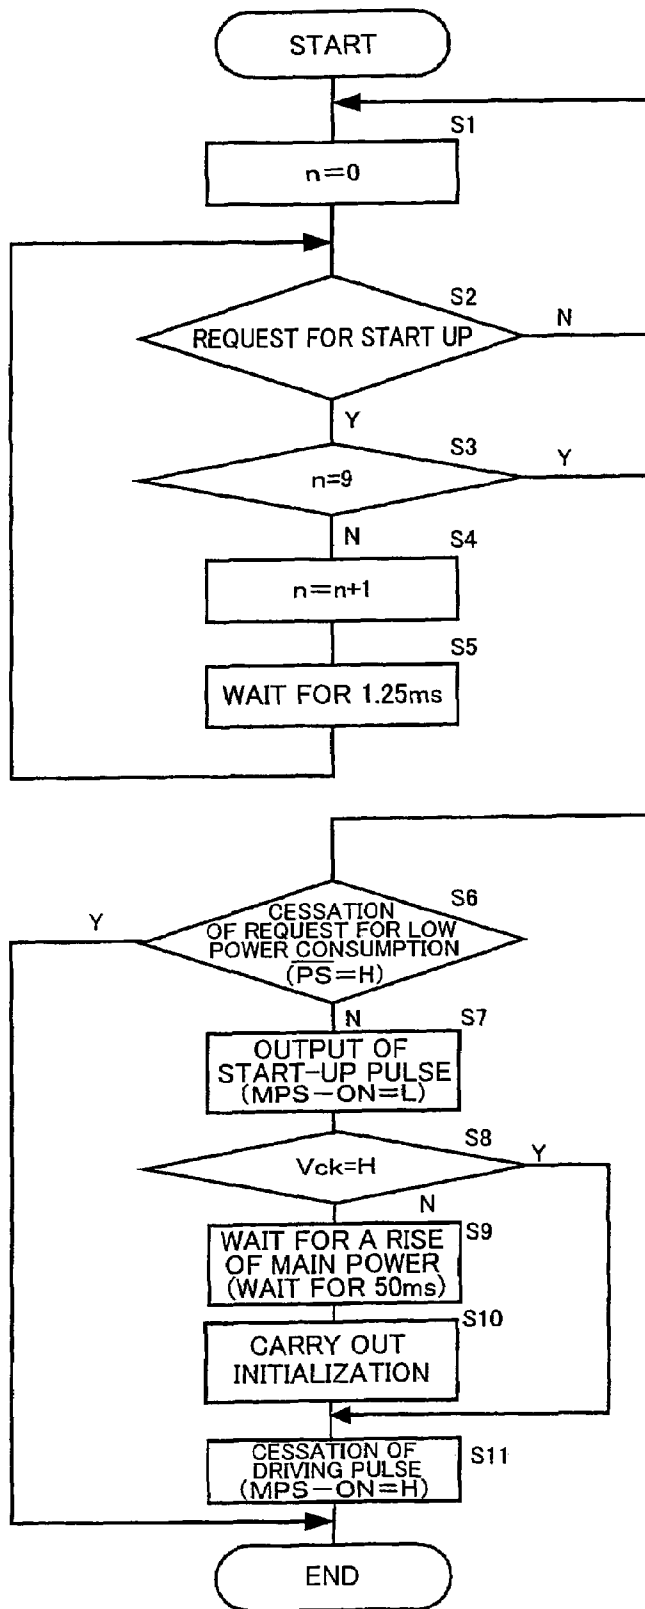 START
S1
n=0
S2
REQUEST FOR START UP
N
Y
S3
n=9
Y
N
S4
n=n+1
S5
WAIT FOR 1.25ms
S6
Y
CESSATION
OF REQUEST FOR LOW
POWER CONSUMPTION
(P̅S̅=H)
N
S7
OUTPUT OF
START-UP PULSE
(MPS-ON=L)
S8
Vck=H
Y
N
S9
WAIT FOR A RISE
OF MAIN POWER
(WAIT FOR 50ms)
S10
CARRY OUT
INITIALIZATION
S11
CESSATION OF
DRIVING PULSE
(MPS-ON=H)
END